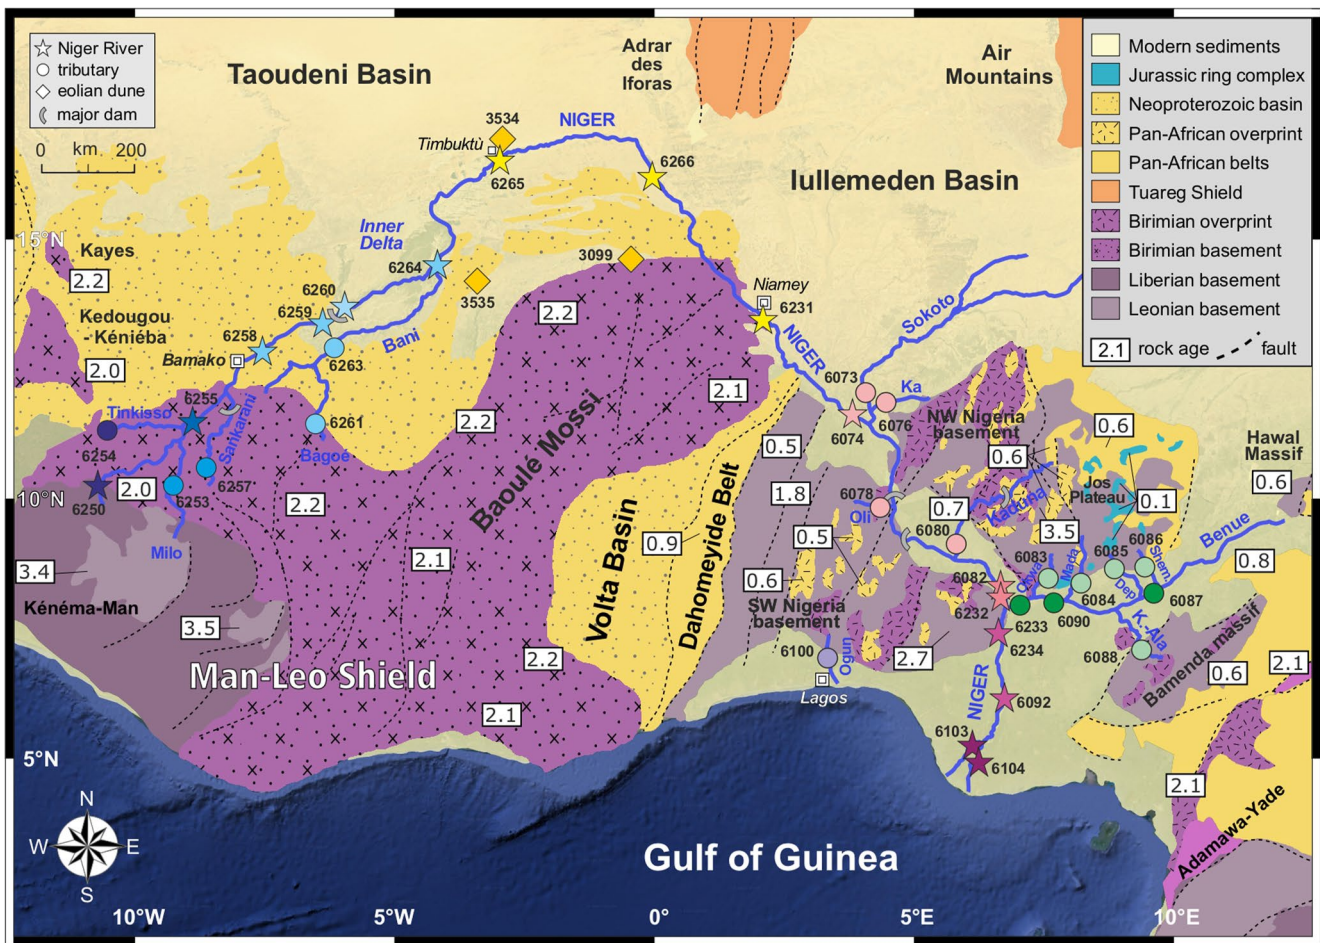 Niger River
tributary
eolian dune
major dam
0 km 200
Taoudeni Basin
Adrar
des
Iforas
Air
Mountains
Modern sediments
Jurassic ring complex
Neoproterozoic basin
Pan-African overprint
Pan-African belts
Tuareg Shield
Birimian overprint
Birimian basement
Liberian basement
Leonian basement
2.1 rock age
fault
3534
NIGER
Timbuktù
6265
6266
Iullemeden Basin
Inner
Delta
15°N
Kayes
2.2
6264
3099
3535
Niamey
6231
6260
6259
2.2
Kedougou
- Kéniéba
6258
Bani
6263
NIGER
Sokoto
Bamako
2.0
6073
Ka
2.1
6255
Tinkisso
Sankarani
6261
Bagoé
2.2
Baoulé Mossi
6074
6076
NW Nigeria
basement
0.6
Hawal
Massif
6254
0.5
0.6
10°N
2.0
6250
6253
6257
2.2
1.8
6078
Oli
0.7
Kaduna
Jos
Plateau
0.1
0.6
Milo
Volta Basin
0.9
Dahomeyide Belt
0.5
6080
3.5
6083
6085
6086
Benue
3.4
2.1
0.6
6082
Mada
Shem.
0.8
Kénéma-Man
SW Nigeria
basement
6232
6233
6090
6084
Dep
6087
3.5
2.2
6100
Ogun
2.7
6234
6088
K. Ala
Bamenda massif
2.1
0.6
Man-Leo Shield
Lagos
NIGER
6092
2.1
6103
6104
5°N
2.1
Adamawa-Yade
N
W E
S
Gulf of Guinea
10°W
5°W
0°
5°E
10°E